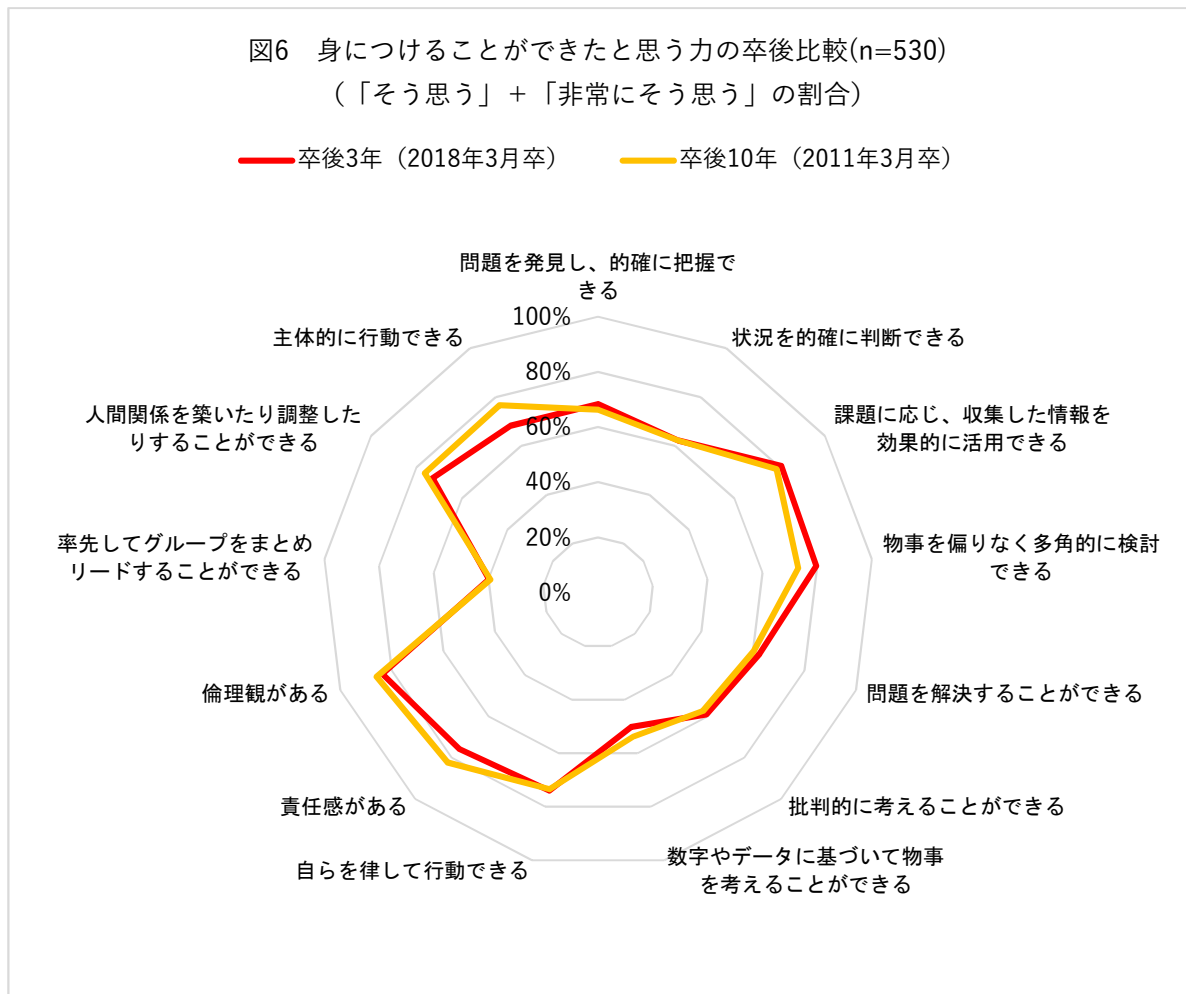 図6　身につけることができたと思う力の卒後比較(n=530)
（「そう思う」＋「非常にそう思う」の割合）
卒後3年（2018年3月卒）
卒後10年（2011年3月卒）
問題を発見し、的確に把握で
きる
状況を的確に判断できる
課題に応じ、収集した情報を
効果的に活用できる
物事を偏りなく多角的に検討
できる
問題を解決することができる
批判的に考えることができる
数字やデータに基づいて物事
を考えることができる
自らを律して行動できる
責任感がある
倫理観がある
率先してグループをまとめ
リードすることができる
人間関係を築いたり調整した
りすることができる
主体的に行動できる
100%
80%
60%
40%
20%
0%